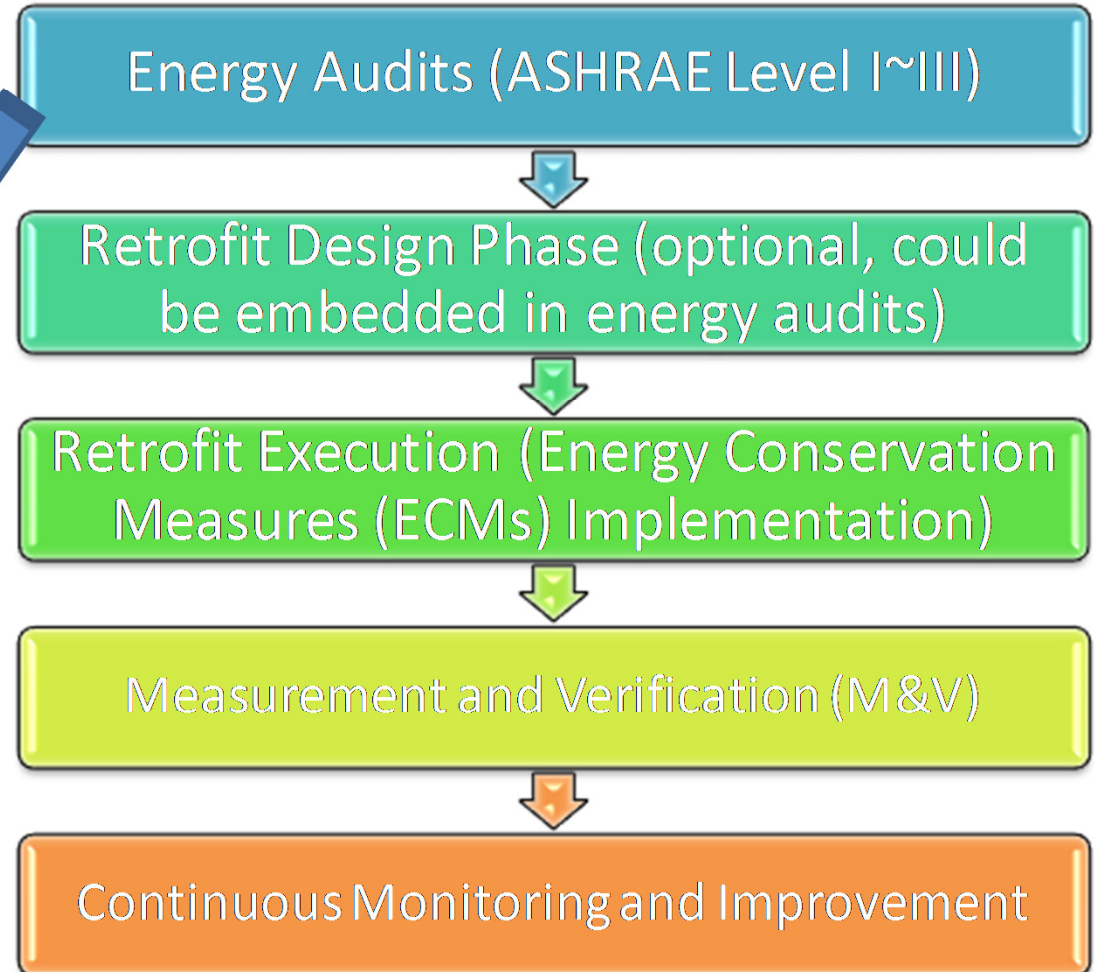 Energy Audits (ASHRAE Level I~III)
Retrofit Design Phase (optional, could
be embedded in energy audits)
Retrofit Execution (Energy Conservation
Measures (ECMs) Implementation)
Measurement and Verification (M&V)
Continuous Monitoring and Improvement